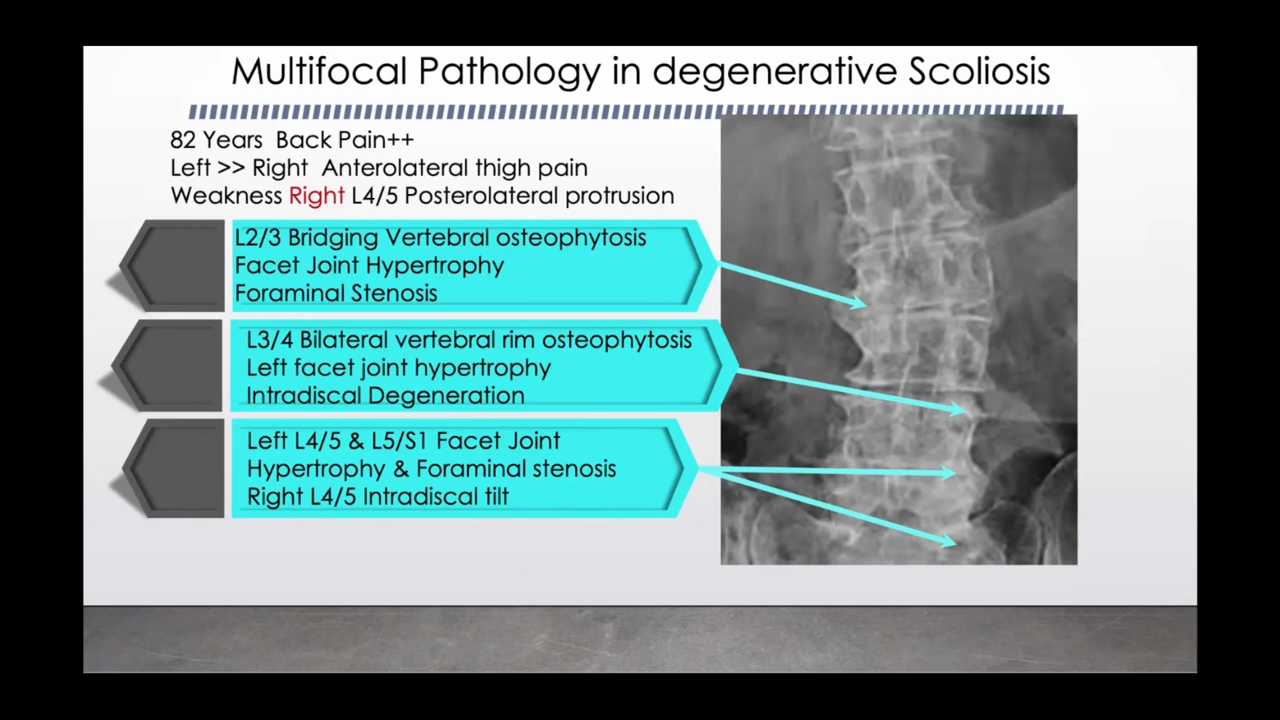 Multifocal Pathology in degenerative Scoliosis
82 Years Back Pain++
Left >> Right Anterolateral thigh pain
Weakness Right L4/5 Posterolateral protrusion
L2/3 Bridging Vertebral osteophytosis
Facet Joint Hypertrophy
Foraminal Stenosis
L3/4 Bilateral vertebral rim osteophytosis
Left facet joint hypertrophy
Intradiscal Degeneration
Left L4/5 & L5/S1 Facet Joint
Hypertrophy & Foraminal stenosis
Right L4/5 Intradiscal tilt